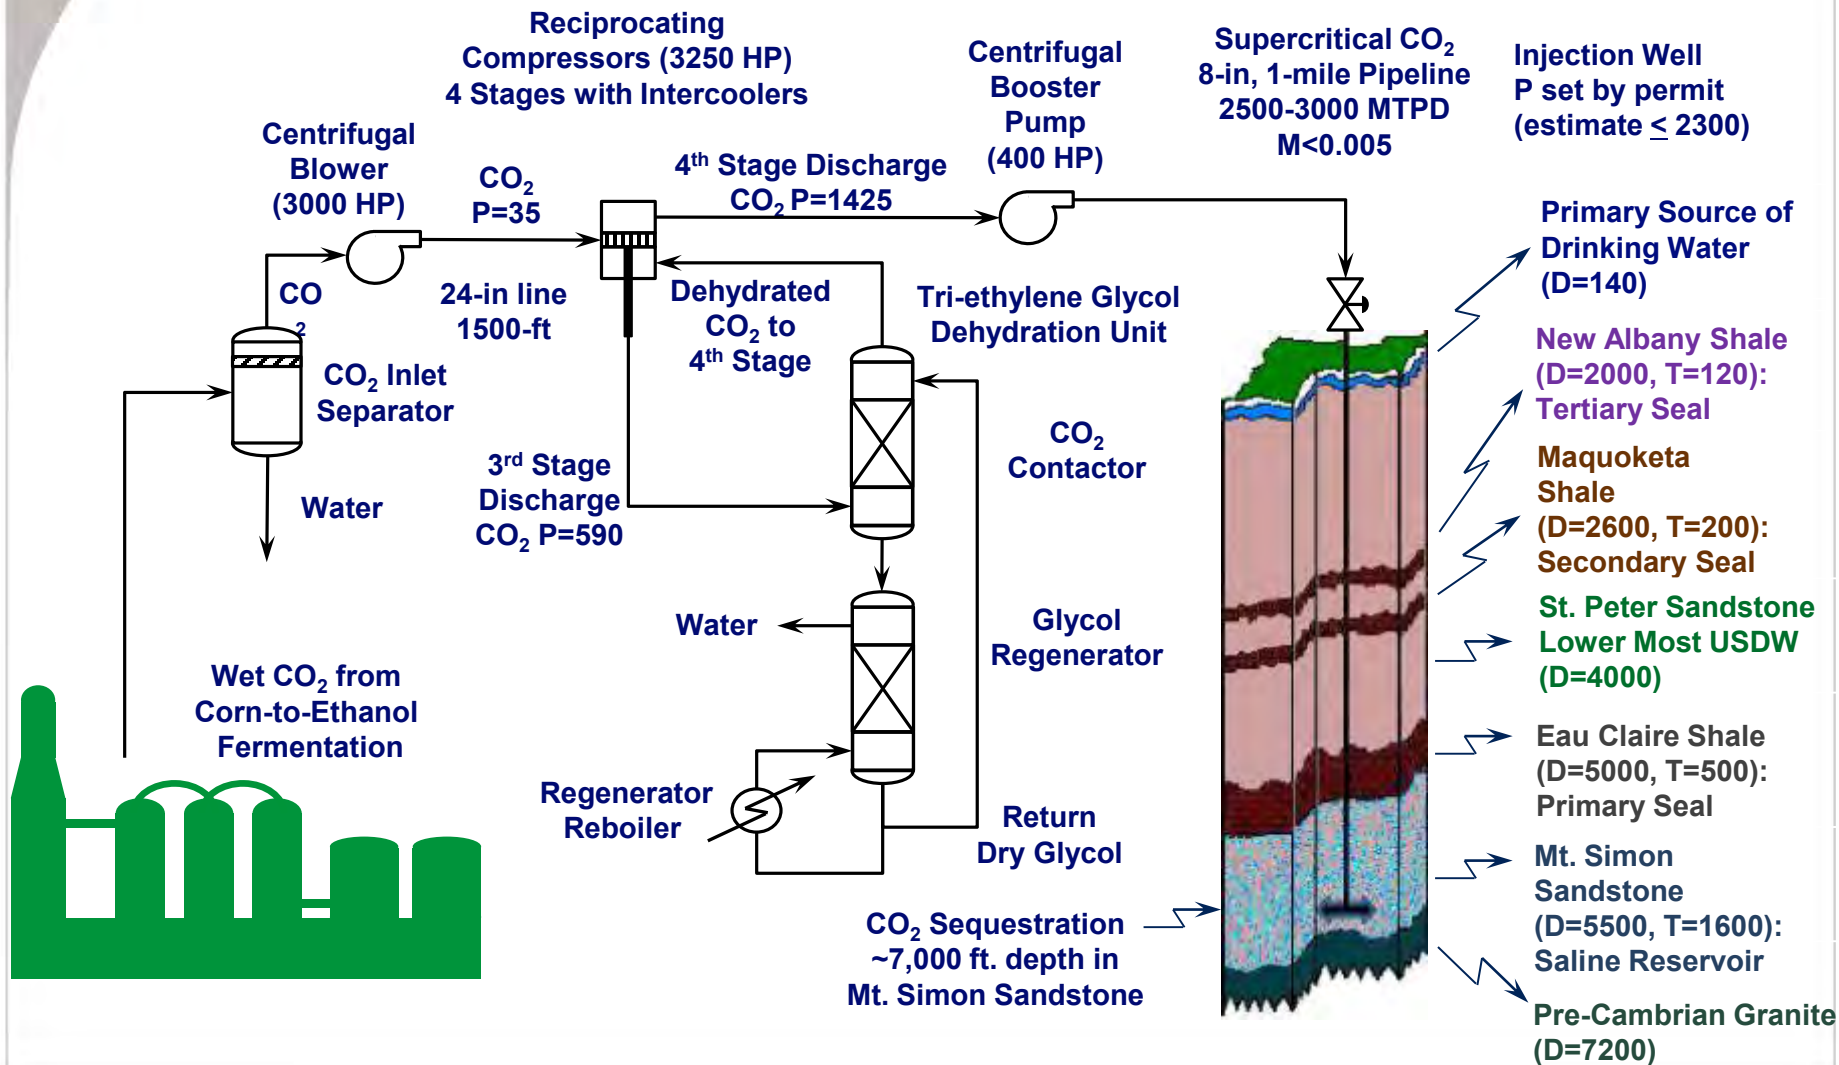 Reciprocating
Compressors (3250 HP)
4 Stages with Intercoolers
Centrifugal
Booster
Pump
(400 HP)
Supercritical CO2
8-in, 1-mile Pipeline
2500-3000 MTPD
M<0.005
Injection Well
P set by permit
(estimate ≤ 2300)
Centrifugal
Blower
(3000 HP)
CO2
P=35
4th Stage Discharge
CO2 P=1425
Primary Source of
Drinking Water
(D=140)
CO
2
24-in line
1500-ft
Dehydrated
CO2 to
4th Stage
Tri-ethylene Glycol
Dehydration Unit
New Albany Shale
(D=2000, T=120):
Tertiary Seal
CO2 Inlet
Separator
CO2
Contactor
Maquoketa
Shale
(D=2600, T=200):
Secondary Seal
3rd Stage
Discharge
CO2 P=590
Water
St. Peter Sandstone
Lower Most USDW
(D=4000)
Water
Glycol
Regenerator
Wet CO2 from
Corn-to-Ethanol
Fermentation
Eau Claire Shale
(D=5000, T=500):
Primary Seal
Regenerator
Reboiler
Return
Dry Glycol
Mt. Simon
Sandstone
(D=5500, T=1600):
Saline Reservoir
CO2 Sequestration
~7,000 ft. depth in
Mt. Simon Sandstone
Pre-Cambrian Granite
(D=7200)